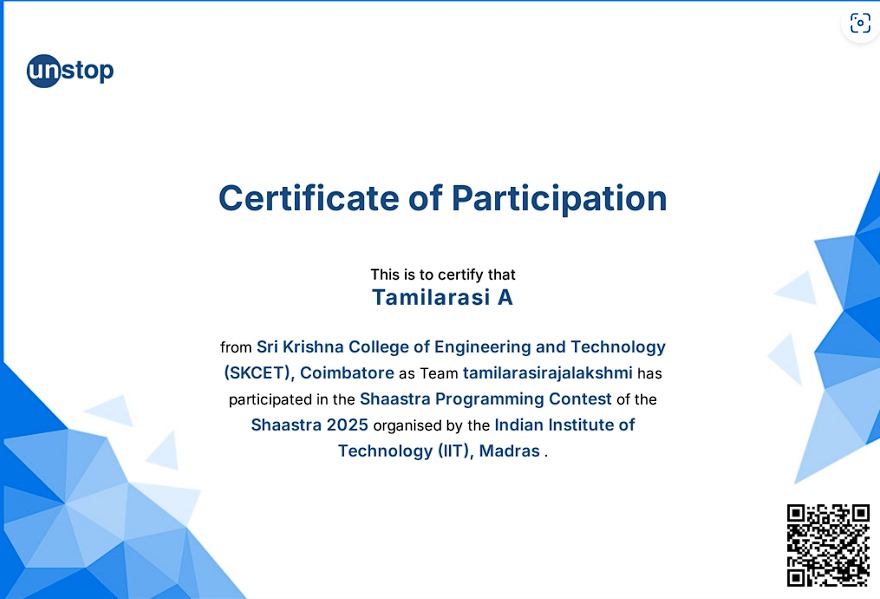 unstop
Certificate of Participation
This is to certify that
Tamilarasi A
from Sri Krishna College of Engineering and Technology
(SKCET), Coimbatore as Team tamilarasirajalakshmi has
participated in the Shaastra Programming Contest of the
Shaastra 2025 organised by the Indian Institute of
Technology (IIT), Madras .